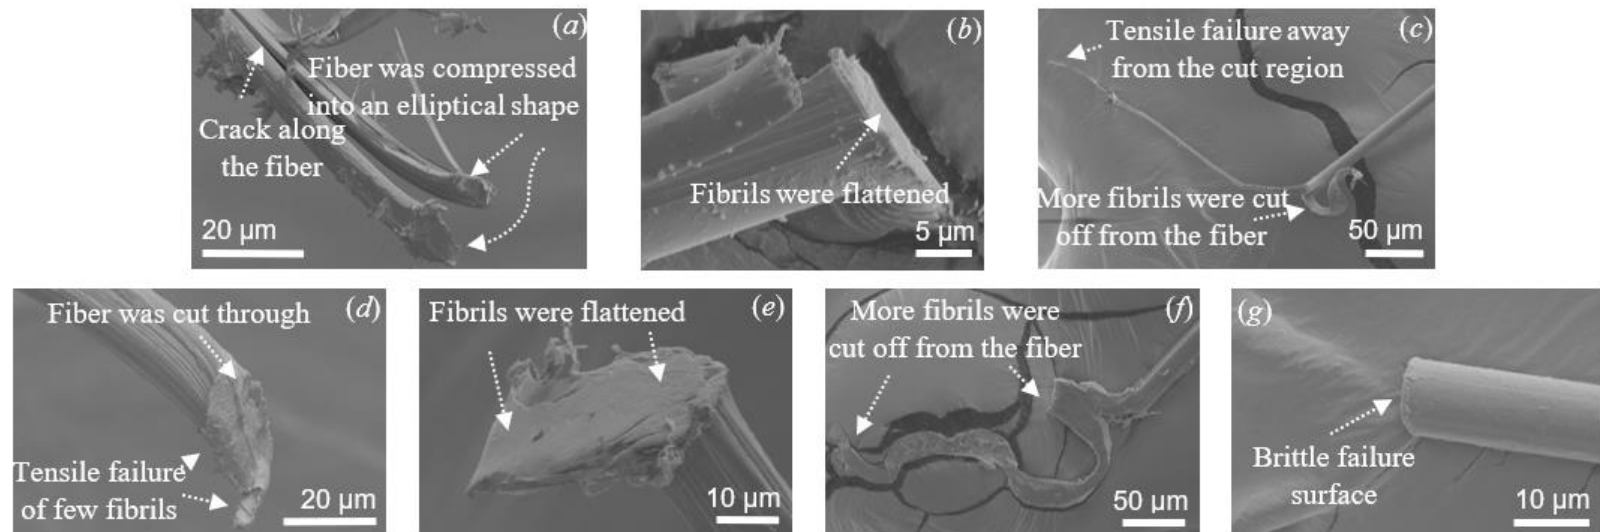 (a)
Fiber was compressed
into an elliptical shape
Crack along
the fiber
20 µm
(b)
Fibrils were flattened
5 µm
Tensile failure away
from the cut region
(c)
More fibrils were cut
off from the fiber
50 µm
Fiber was cut through
(d)
Tensile failure
of few fibrils
20 µm
Fibrils were flattened
(e)
10 µm
More fibrils were
cut off from the fiber
(f)
50 µm
(g)
Brittle failure
surface
10 µm